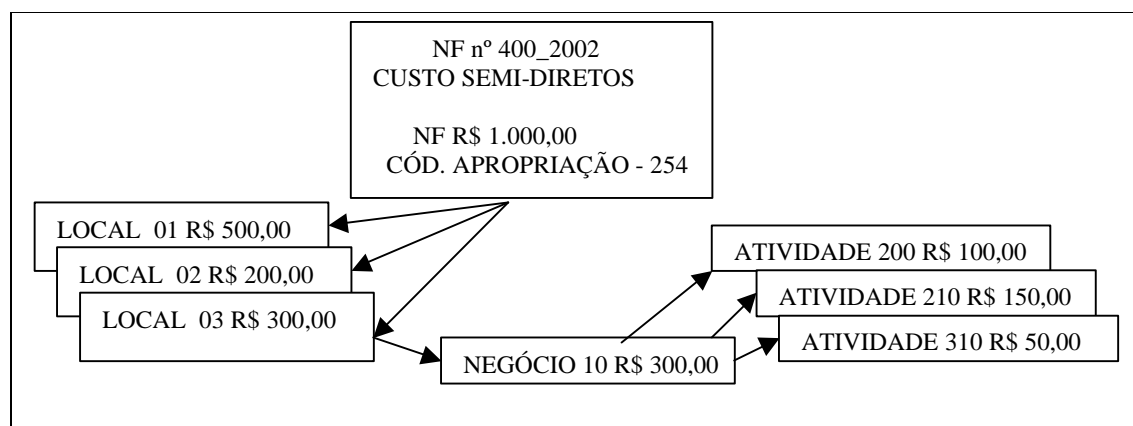 NF nº 400_2002
CUSTO SEMI-DIRETOS
NF R$ 1.000,00
CÓD. APROPRIAÇÃO - 254
LOCAL 01 R$ 500,00
LOCAL 02 R$ 200,00
LOCAL 03 R$ 300,00
NEGÓCIO 10 R$ 300,00
ATIVIDADE 200 R$ 100,00
ATIVIDADE 210 R$ 150,00
ATIVIDADE 310 R$ 50,00